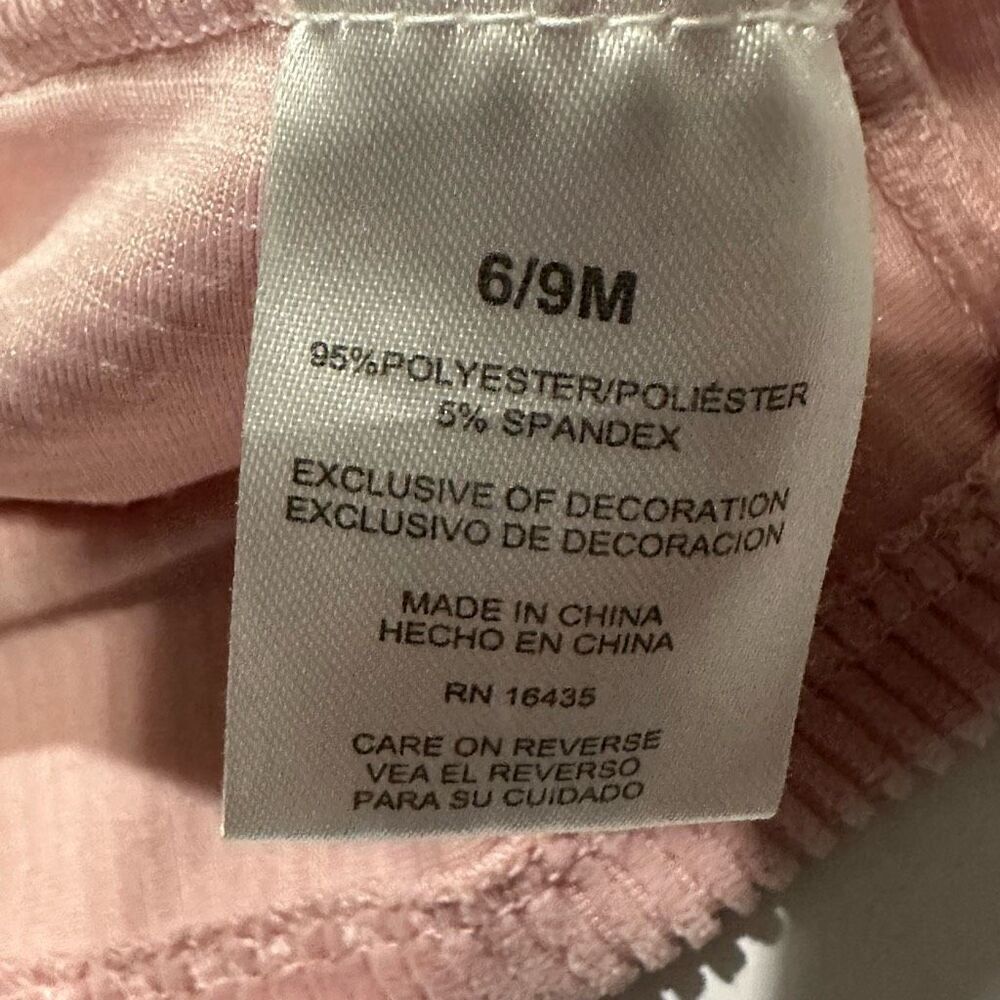 6/9M
95%POLYESTER/POLIÉSTER
5% SPANDEX
EXCLUSIVE OF DECORATION
EXCLUSIVO DE DECORACION
MADE IN CHINA
HECHO EN CHINA
RN 16435
CARE ON REVERSE
VEA EL REVERSO
PARA SU CUIDADO